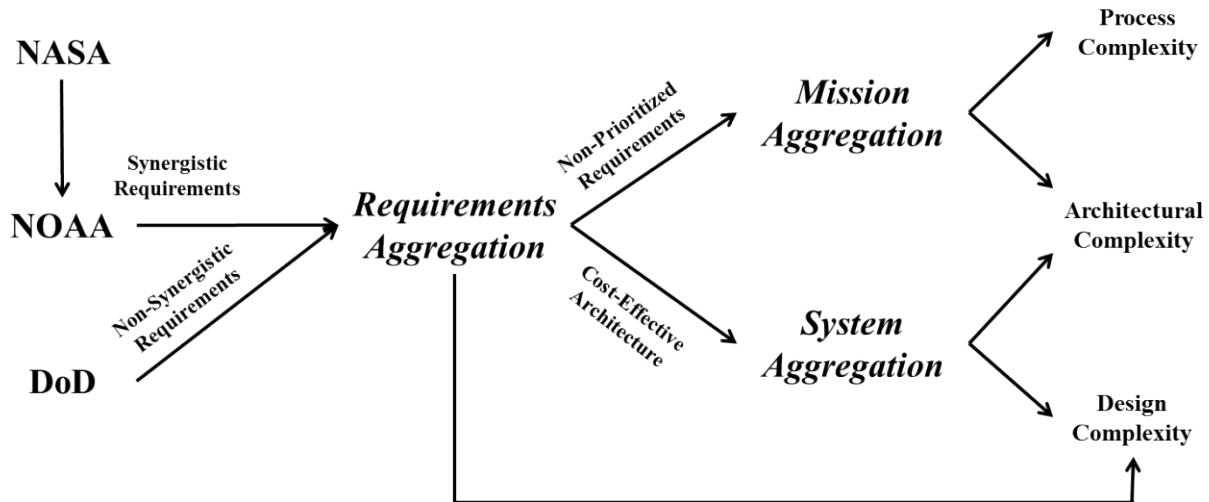 NASA
Synergistic
Requirements
NOAA
Non-Synergistic
Requirements
DoD
Requirements
Aggregation
Non-Prioritized
Requirements
Cost-Effective
Architecture
Mission
Aggregation
System
Aggregation
Process
Complexity
Architectural
Complexity
Design
Complexity